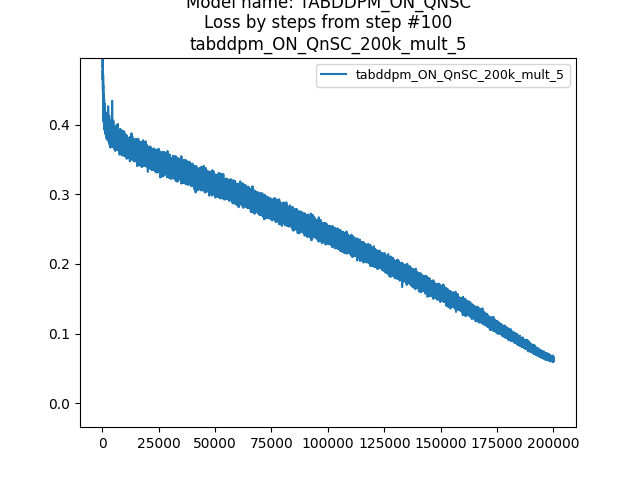 Model name: TABDDPM_ON_QNSC
Loss by steps from step #100
tabddpm_ON_QnSC_200k_mult_5
tabddpm_ON_QnSC_200k_mult_5
0.4
0.3
0.2
0.1
0.0
0 25000 50000 75000 100000 125000 150000 175000 200000